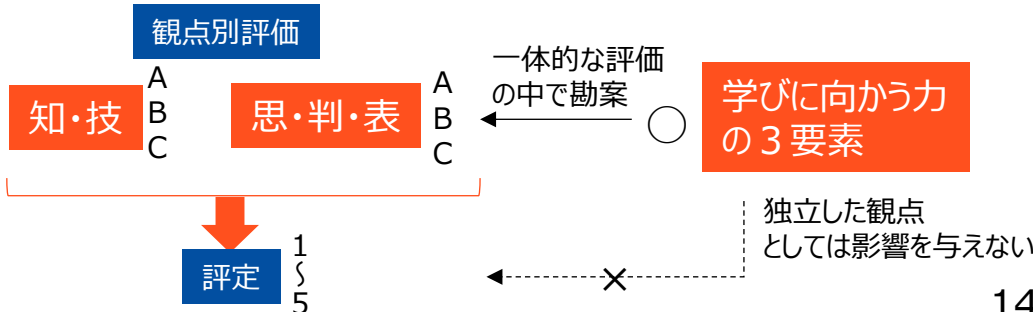 観点別評価
知・技
A
B
C
思・判・表
A
B
C
一体的な評価
の中で勘案
○
学びに向かう力
の3要素
独立した観点
としては影響を与えない
×
評定
1
〜
5
14